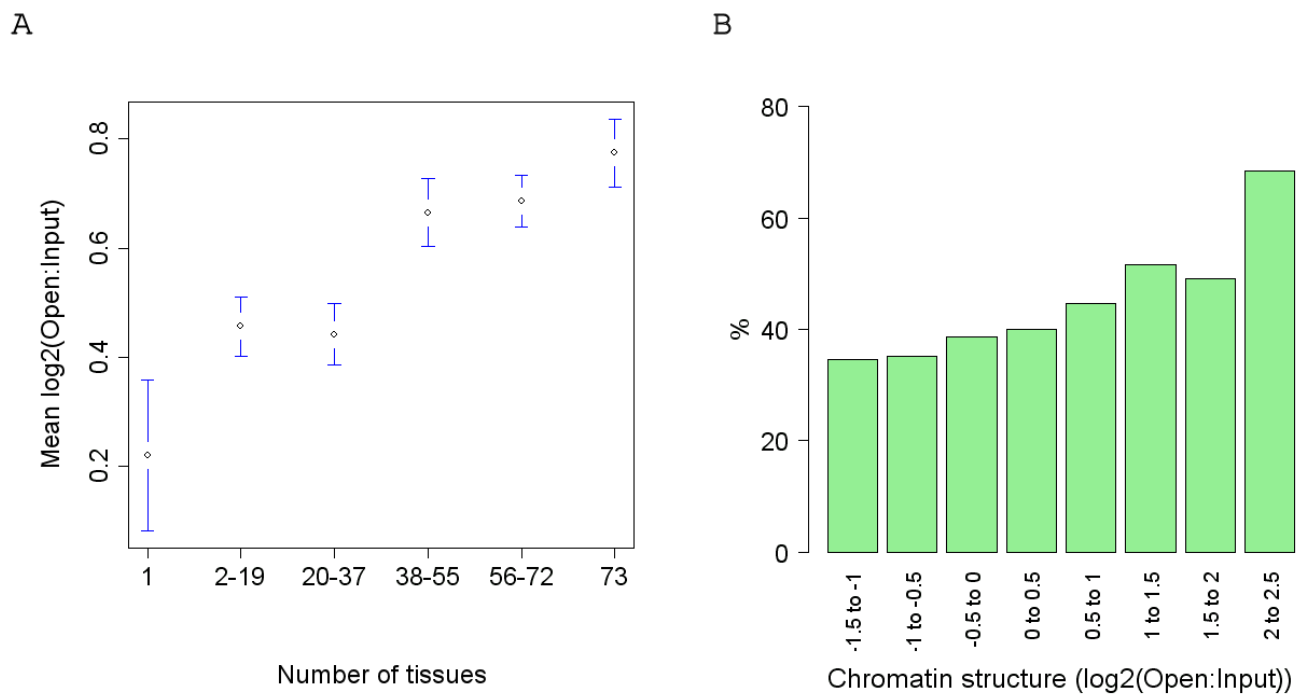 A
Mean log2(Open:Input)
0.8
0.6
0.4
0.2
1 2-19 20-37 38-55 56-72 73
Number of tissues
B
%
80
60
40
20
0
-1.5 to -1
-1 to -0.5
-0.5 to 0
0 to 0.5
0.5 to 1
1 to 1.5
1.5 to 2
2 to 2.5
Chromatin structure (log2(Open:Input))